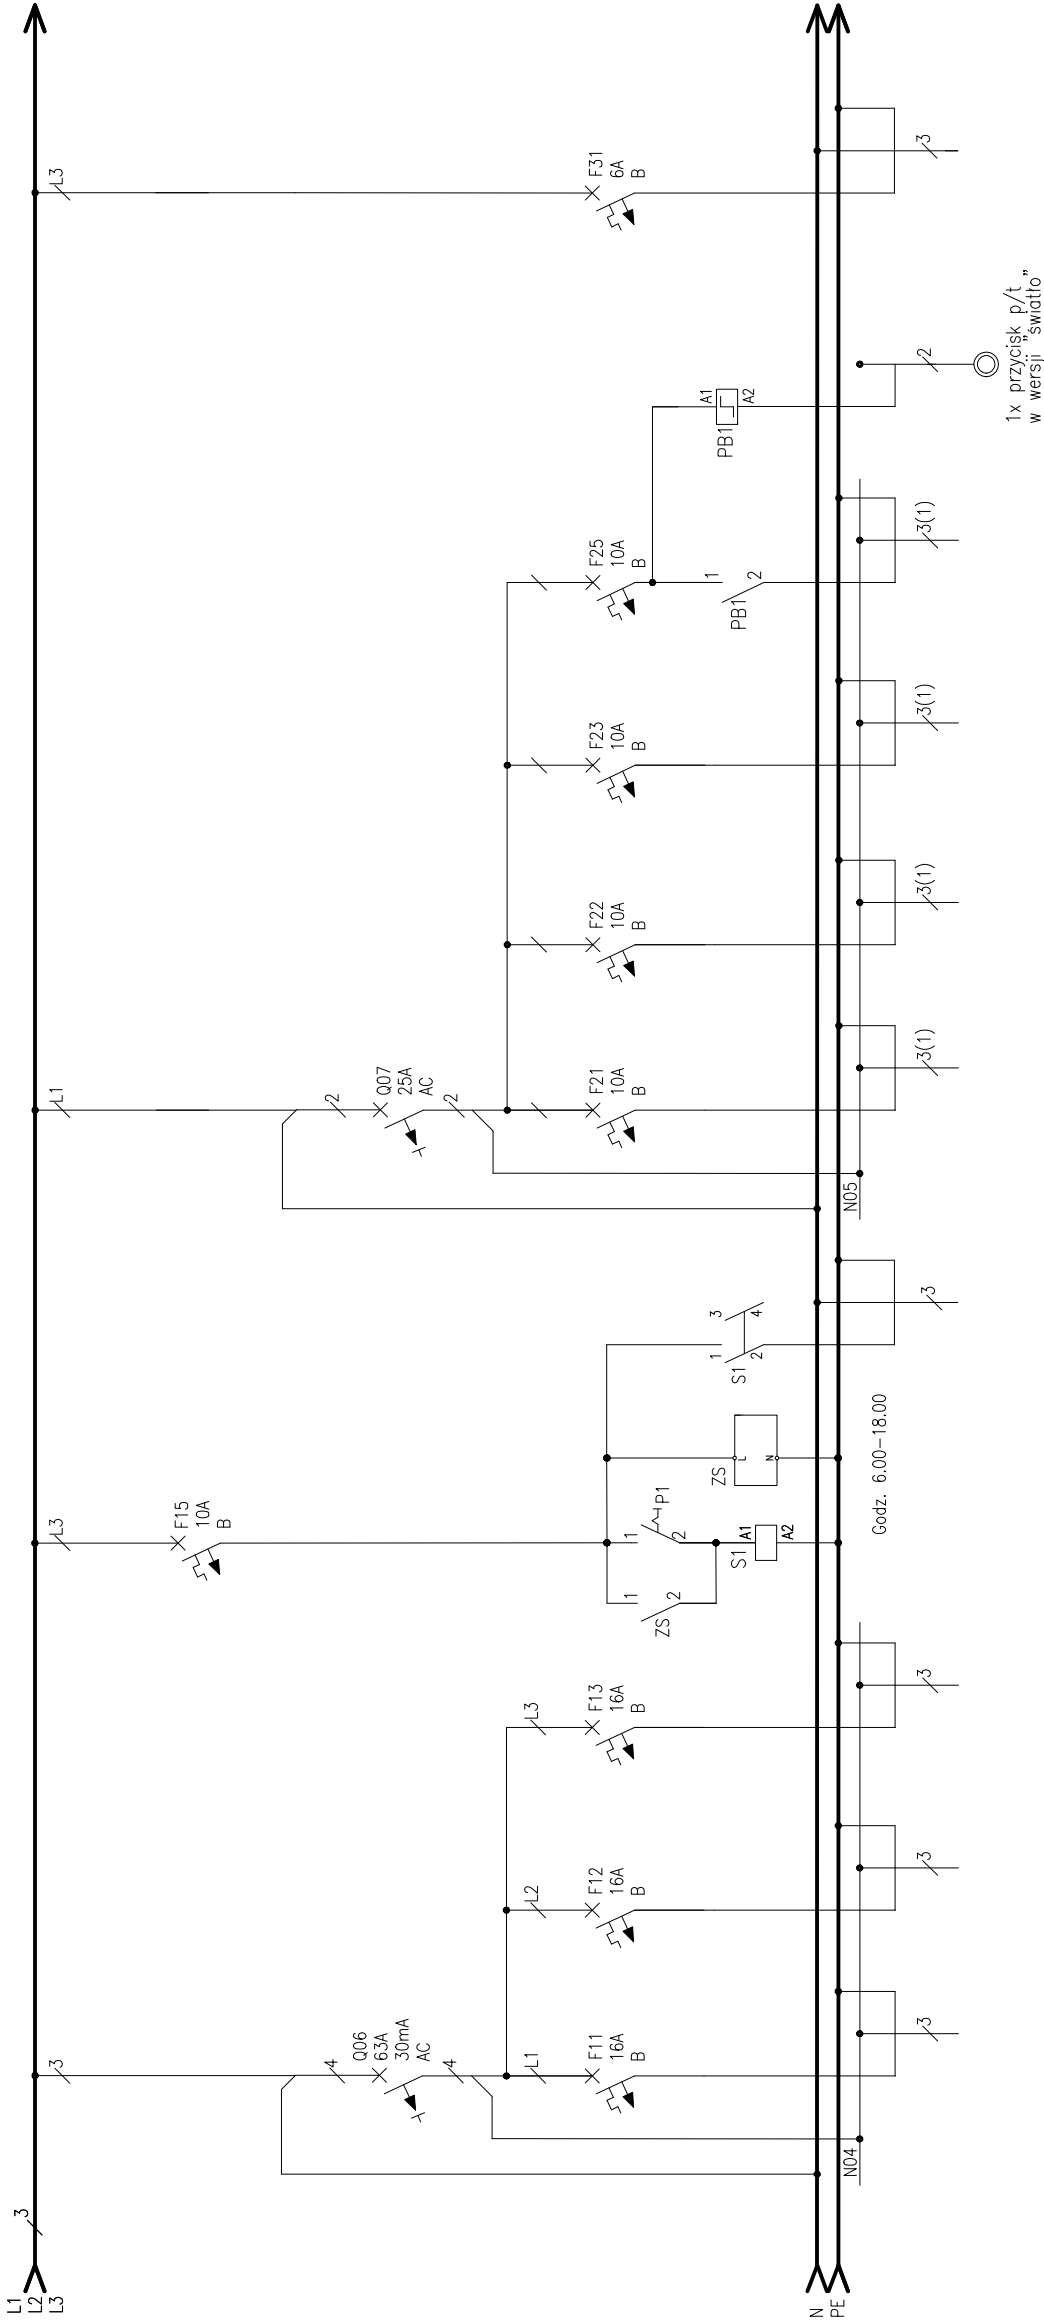 L1
L2
L3
3
N
PE
3
4
Q06
63A
30mA
AC
4
N04
L1
F11
16A
B
3
L2
F12
16A
B
3
L3
F13
16A
B
3
L3
F15
10A
B
ZS
1
2
1
2
P1
S1
A1
A2
ZS
L
N
Godz. 6.00-18.00
S1
1
2
3
4
3
L1
2
Q07
25A
AC
2
N05
F21
10A
B
3(1)
F22
10A
B
3(1)
F23
10A
B
3(1)
F25
10A
B
PB1
1
2
3(1)
PB1
A1
A2
2
1x przycisk p/t
w wersji „światło”
L3
F31
6A
B
3